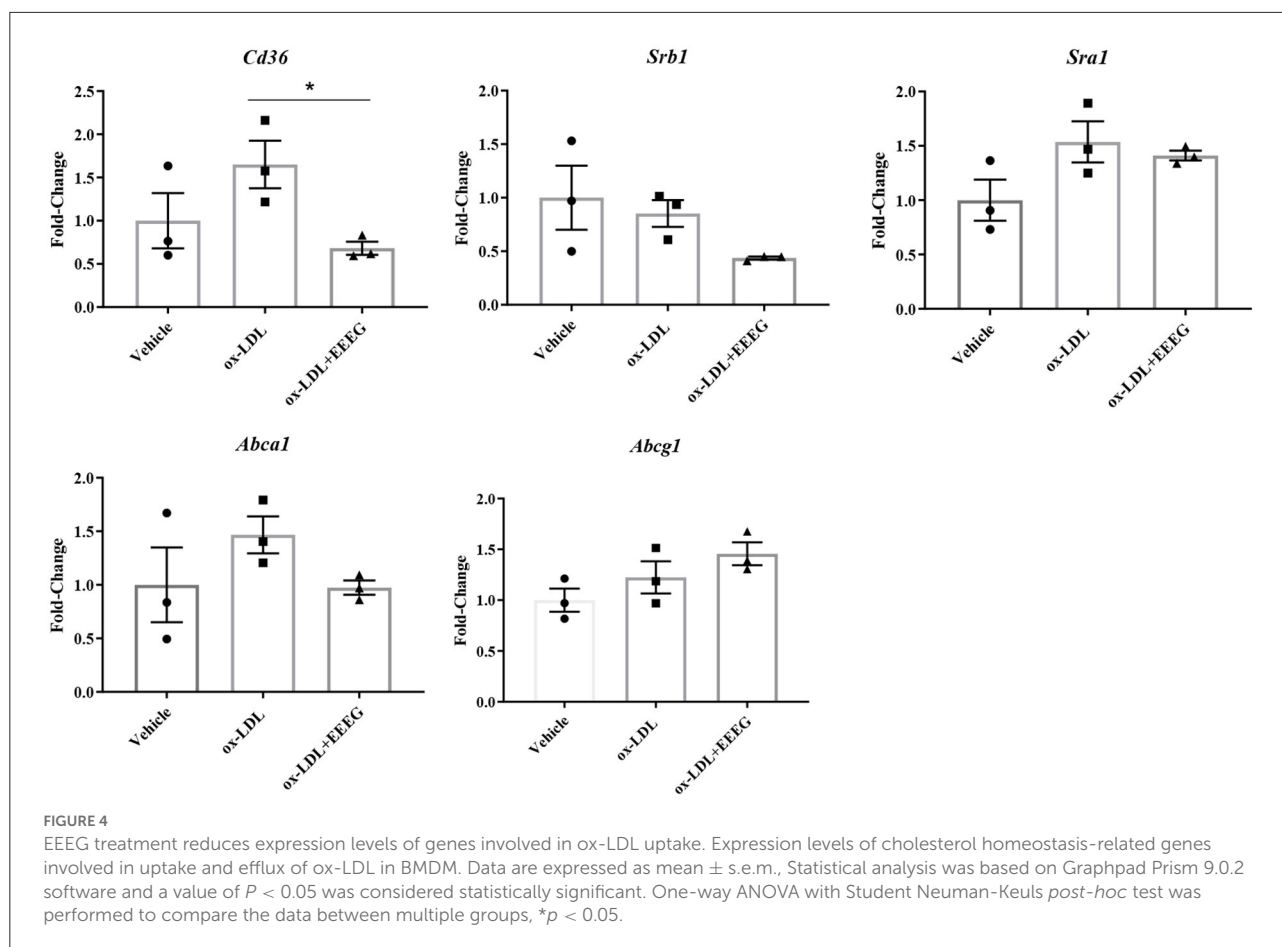 Cd36
*
Fold-Change
2.5
2.0
1.5
1.0
0.5
0.0
Vehicle
ox-LDL
ox-LDL+EEEG
Srb1
Fold-Change
2.0
1.5
1.0
0.5
0.0
Vehicle
ox-LDL
ox-LDL+EEEG
Sra1
Fold-Change
2.0
1.5
1.0
0.5
0.0
Vehicle
ox-LDL
ox-LDL+EEEG
Abca1
Fold-Change
2.0
1.5
1.0
0.5
0.0
Vehicle
ox-LDL
ox-LDL+EEEG
Abcg1
Fold-Change
2.0
1.5
1.0
0.5
0.0
Vehicle
ox-LDL
ox-LDL+EEEG
FIGURE 4
EEEG treatment reduces expression levels of genes involved in ox-LDL uptake. Expression levels of cholesterol homeostasis-related genes
involved in uptake and efflux of ox-LDL in BMDM. Data are expressed as mean ± s.e.m., Statistical analysis was based on Graphpad Prism 9.0.2
software and a value of P < 0.05 was considered statistically significant. One-way ANOVA with Student Neuman-Keuls post-hoc test was
performed to compare the data between multiple groups, *p < 0.05.